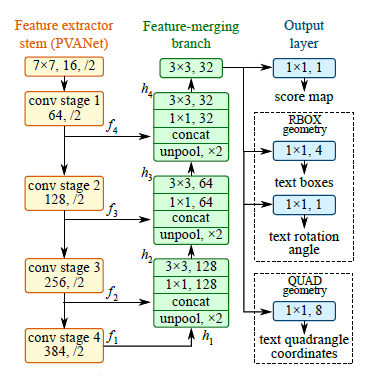 Feature extractor
stem (PVANet)
7×7, 16, /2
conv stage 1
64, /2
f4
conv stage 2
128, /2
f3
conv stage 3
256, /2
f2
conv stage 4
384, /2
f1
Feature-merging
branch
3×3, 32
h4
3×3, 32
1×1, 32
concat
unpool, ×2
h3
3×3, 64
1×1, 64
concat
unpool, ×2
h2
3×3, 128
1×1, 128
concat
unpool, ×2
h1
Output
layer
1×1, 1
score map
RBOX
geometry
1×1, 4
text boxes
1×1, 1
text rotation
angle
QUAD
geometry
1×1, 8
text quadrangle
coordinates